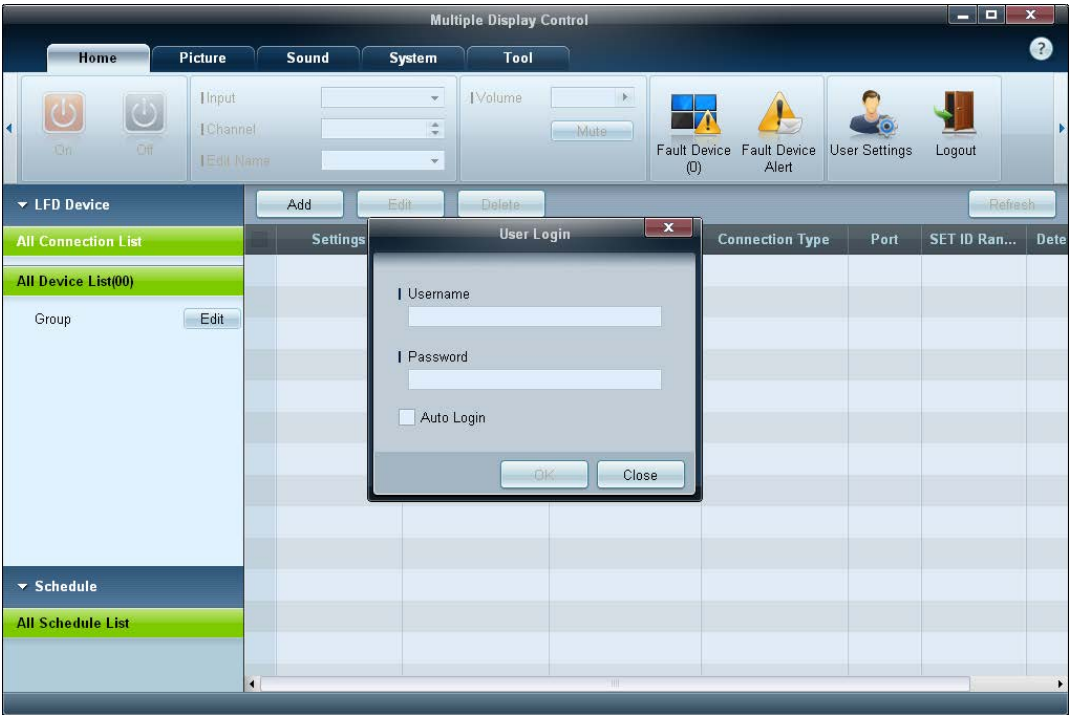 Multiple Display Control
Home Picture Sound System Tool
Input
Channel
Edit Name
On Off
Volume
Mute
Fault Device (0)
Fault Device Alert
User Settings
Logout
LFD Device
All Connection List
All Device List(00)
Group Edit
Add Edit Delete Refresh
Settings Connection Type Port SET ID Ran... Dete
User Login
Username
Password
Auto Login
OK Close
Schedule
All Schedule List